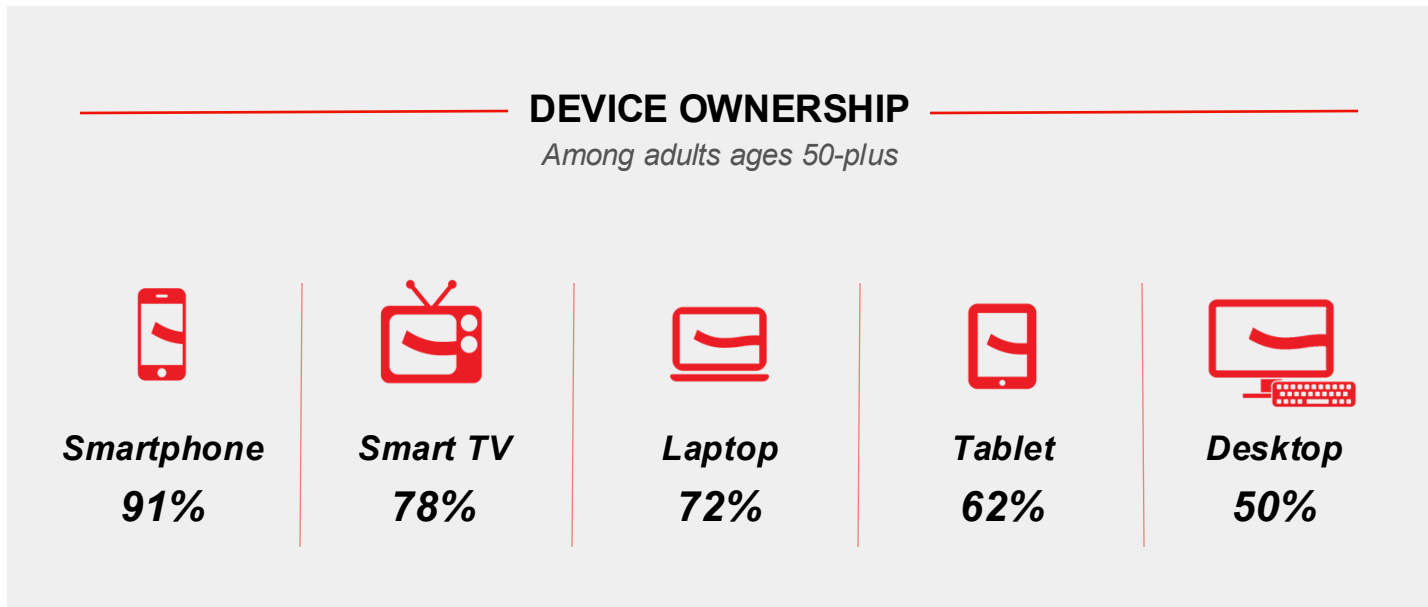 DEVICE OWNERSHIP
Among adults ages 50-plus
Smartphone
91%
Smart TV
78%
Laptop
72%
Tablet
62%
Desktop
50%